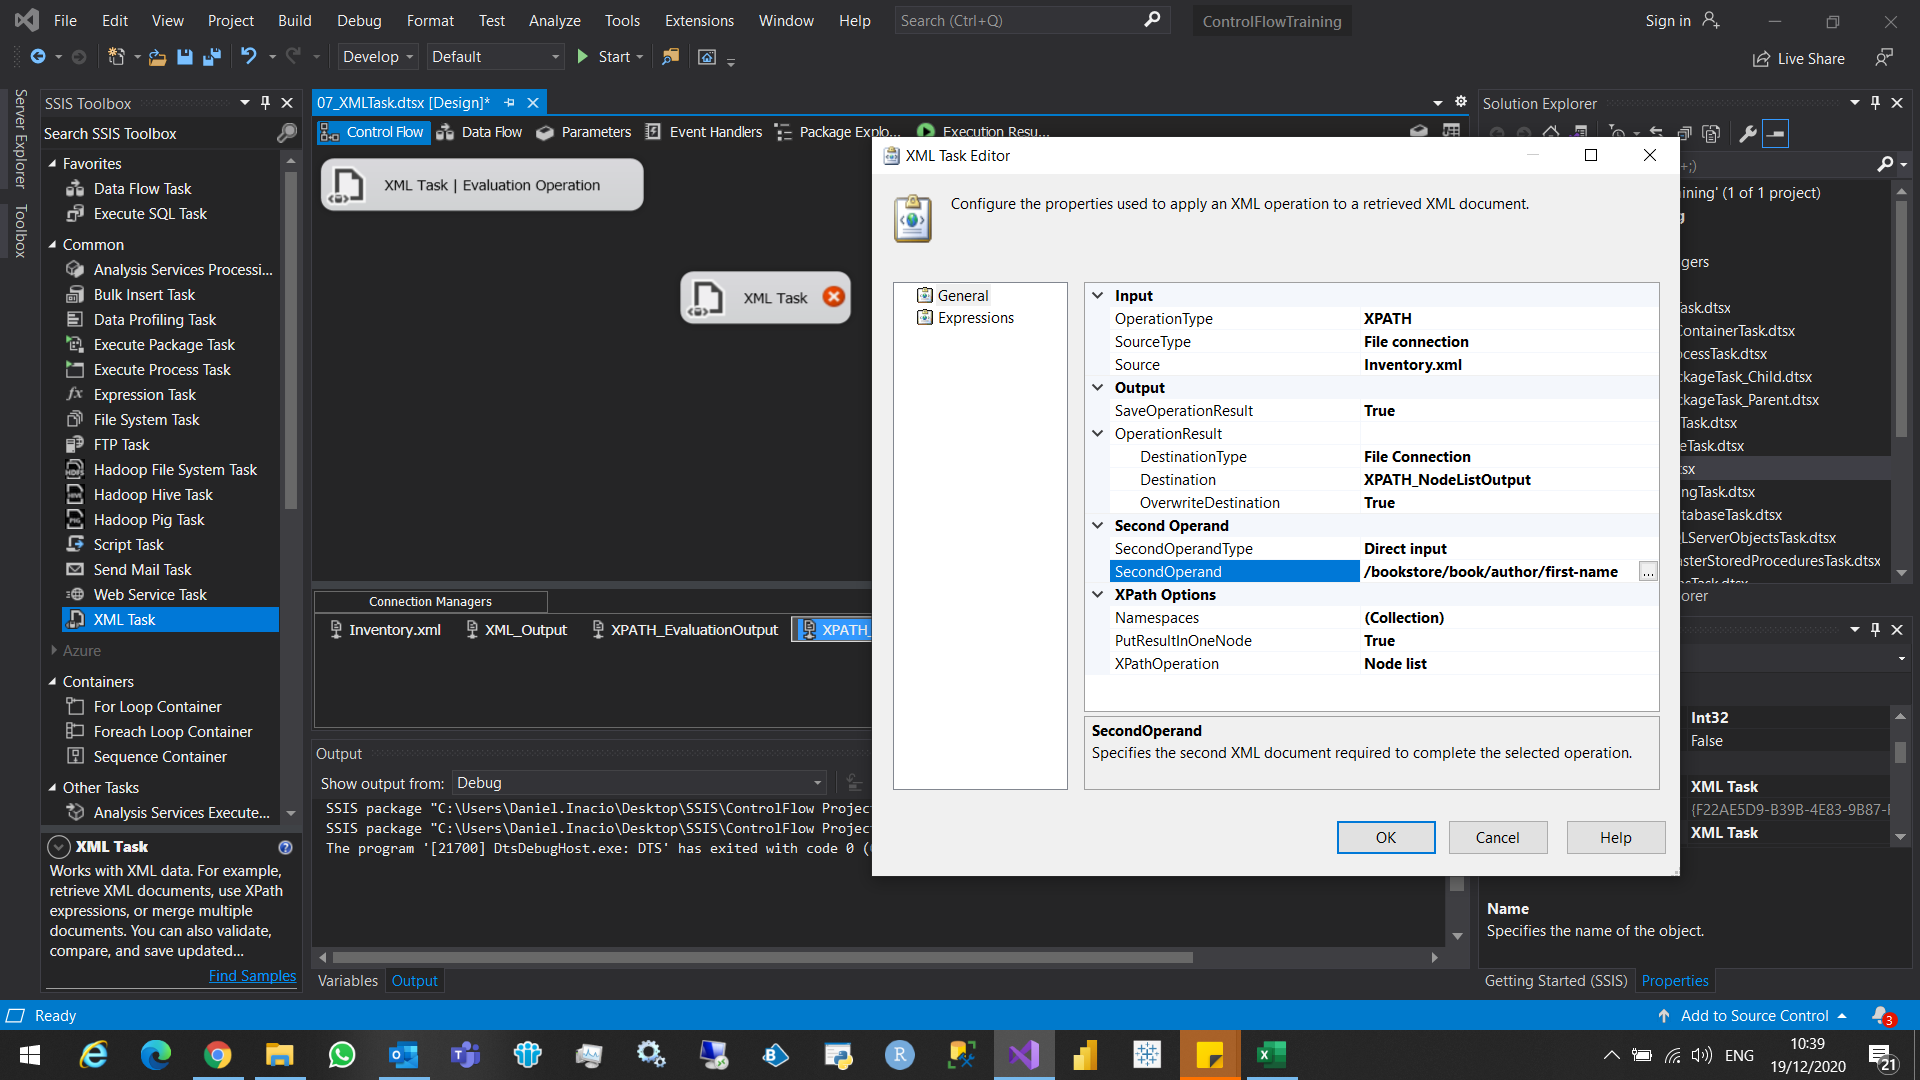 File Edit View Project Build Debug Format Test Analyze Tools Extensions Window Help Search (Ctrl+Q) ControlFlowTraining Sign in
Develop Default Start Live Share
Server Explorer
Toolbox
SSIS Toolbox
Search SSIS Toolbox
Favorites
Data Flow Task
Execute SQL Task
Common
Analysis Services Processi...
Bulk Insert Task
Data Profiling Task
Execute Package Task
Execute Process Task
Expression Task
File System Task
FTP Task
Hadoop File System Task
Hadoop Hive Task
Hadoop Pig Task
Script Task
Send Mail Task
Web Service Task
XML Task
Azure
Containers
For Loop Container
Foreach Loop Container
Sequence Container
Other Tasks
Analysis Services Execute...
XML Task
Works with XML data. For example,
retrieve XML documents, use XPath
expressions, or merge multiple
documents. You can also validate,
compare, and save updated...
Find Samples
07_XMLTask.dtsx [Design]*
Control Flow Data Flow Parameters Event Handlers Package Explo... Execution Resu...
XML Task | Evaluation Operation
XML Task
Connection Managers
Inventory.xml XML_Output XPATH_EvaluationOutput XPATH_
Output
Show output from: Debug
SSIS package "C:\Users\Daniel.Inacio\Desktop\SSIS\ControlFlow Projec
SSIS package "C:\Users\Daniel.Inacio\Desktop\SSIS\ControlFlow Projec
The program '[21700] DtsDebugHost.exe: DTS' has exited with code 0 (
Variables Output
XML Task Editor
Configure the properties used to apply an XML operation to a retrieved XML document.
General
Expressions
Input
OperationType XPATH
SourceType File connection
Source Inventory.xml
Output
SaveOperationResult True
OperationResult
DestinationType File Connection
Destination XPATH_NodeListOutput
OverwriteDestination True
Second Operand
SecondOperandType Direct input
SecondOperand /bookstore/book/author/first-name ...
XPath Options
Namespaces (Collection)
PutResultInOneNode True
XPathOperation Node list
SecondOperand
Specifies the second XML document required to complete the selected operation.
OK Cancel Help
Solution Explorer
+;)
ining' (1 of 1 project)
g
gers
ask.dtsx
ContainerTask.dtsx
ocessTask.dtsx
ckageTask_Child.dtsx
ckageTask_Parent.dtsx
Task.dtsx
eTask.dtsx
tsx
ngTask.dtsx
tabaseTask.dtsx
LServerObjectsTask.dtsx
asterStoredProceduresTask.dtsx
orer
Int32
False
XML Task
{F22AE5D9-B39B-4E83-9B87-
XML Task
Name
Specifies the name of the object.
Getting Started (SSIS) Properties
Ready Add to Source Control 3
ENG 10:39
19/12/2020 21